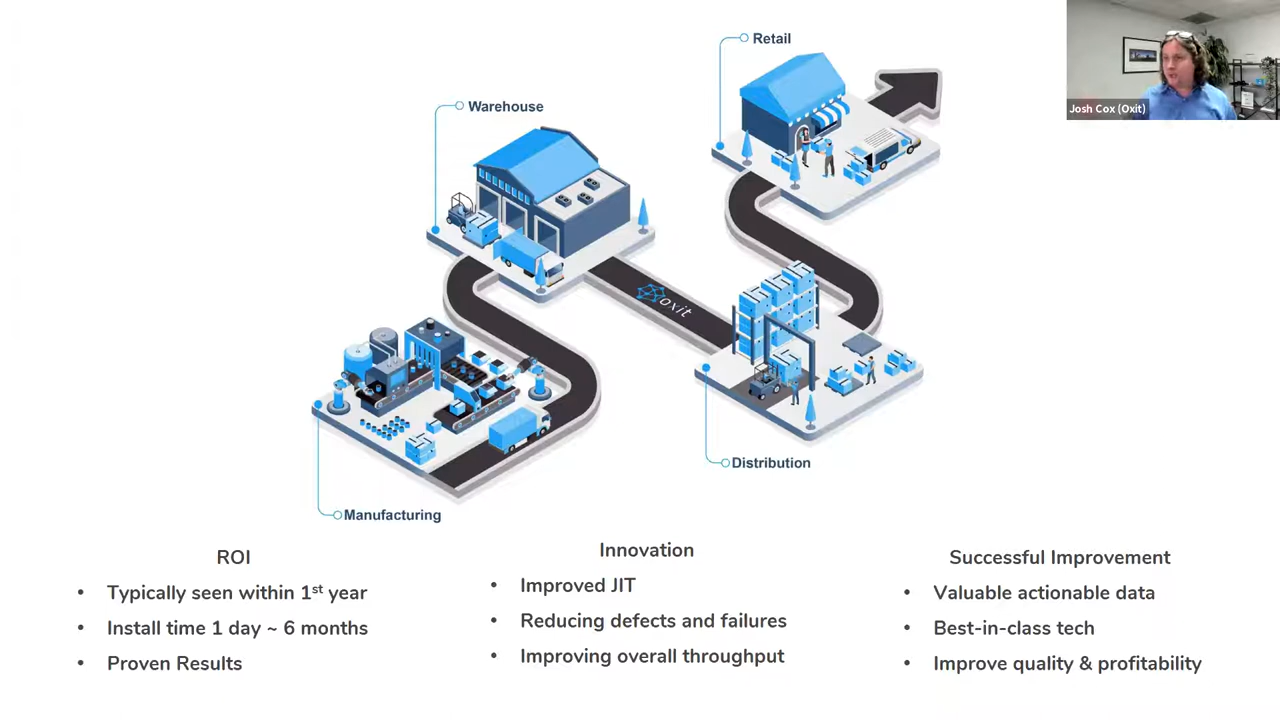 Retail
Warehouse
Josh Cox (Oxit)
oxit
Distribution
Manufacturing
ROI
• Typically seen within 1st year
• Install time 1 day ~ 6 months
• Proven Results
Innovation
• Improved JIT
• Reducing defects and failures
• Improving overall throughput
Successful Improvement
• Valuable actionable data
• Best-in-class tech
• Improve quality & profitability